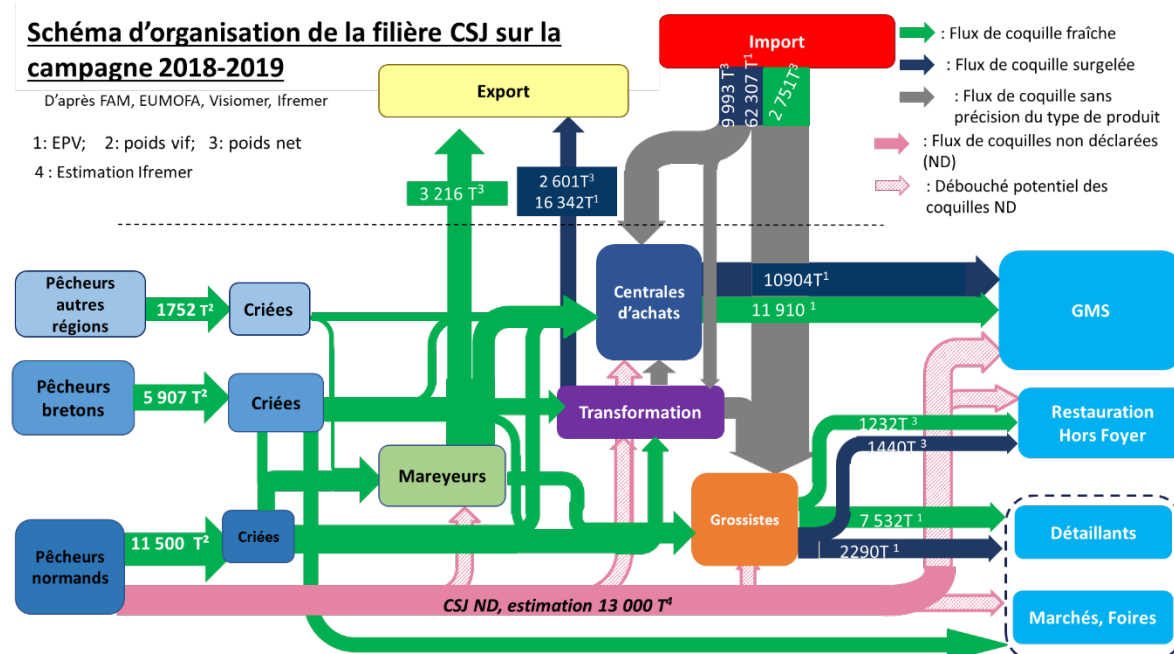 Schéma d'organisation de la filière CSJ sur la
campagne 2018-2019
D'après FAM, EUMOFA, Visiomer, Ifremer
1: EPV;   2: poids vif;   3: poids net
4 : Estimation Ifremer
Import
9 993 T³
62 307 T¹
2 751T³
Export
: Flux de coquille fraîche
: Flux de coquille surgelée
: Flux de coquille sans
précision du type de produit
: Flux de coquilles non déclarées
(ND)
: Débouché potentiel des
coquilles ND
3 216 T³
2 601T³
16 342T¹
Pêcheurs
autres
régions
1752 T²
Criées
Centrales
d'achats
10904T¹
11 910 ¹
GMS
Pêcheurs
bretons
5 907 T²
Criées
Transformation
1232 T³
1440T³
Restauration
Hors Foyer
Mareyeurs
Grossistes
7 532T¹
2290T ¹
Détaillants
Pêcheurs
normands
11 500 T²
Criées
CSJ ND, estimation 13 000 T⁴
Marchés, Foires